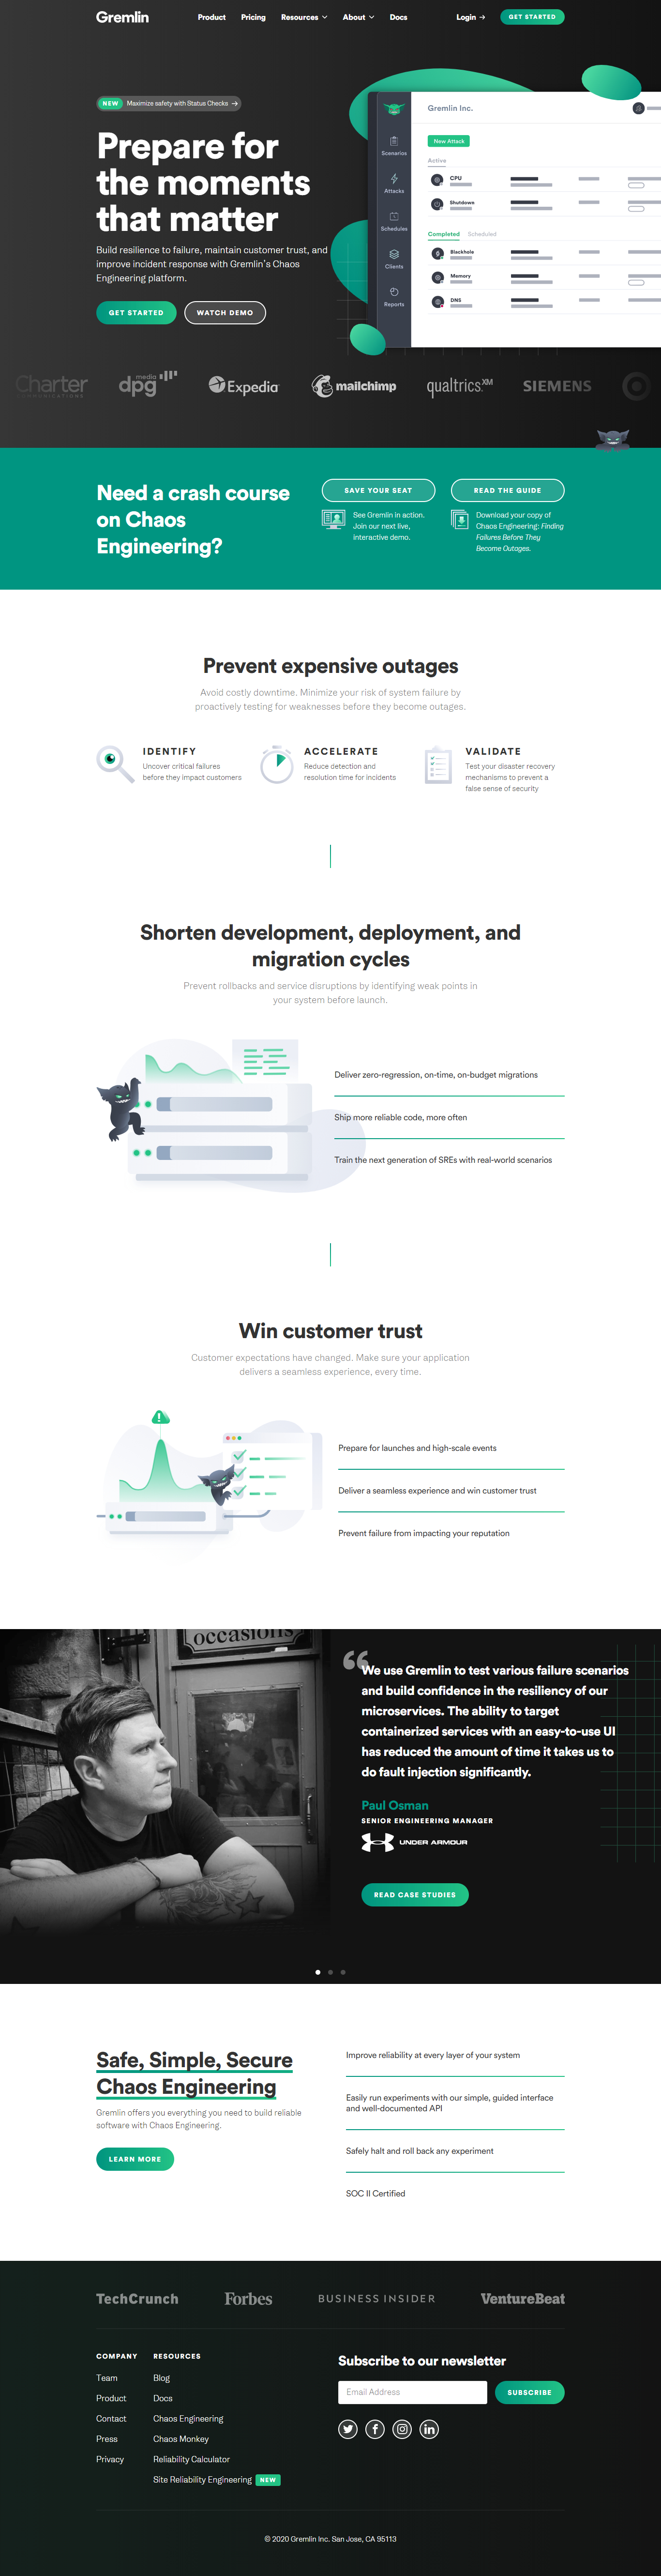 Gremlin
Product Pricing Resources About Docs
Login → GET STARTED
NEW Maximize safety with Status Checks →
Prepare for
the moments
that matter
Build resilience to failure, maintain customer trust, and
improve incident response with Gremlin's Chaos
Engineering platform.
GET STARTED WATCH DEMO
Gremlin Inc.
New Attack
Active
Scenarios
CPU
Attacks
Shutdown
Schedules
Completed Scheduled
Blackhole
Clients
Memory
Reports
DNS
Charter
COMMUNICATIONS
dpg media
Expedia
mailchimp
qualtrics.XM
SIEMENS
Need a crash course
on Chaos
Engineering?
SAVE YOUR SEAT
See Gremlin in action.
Join our next live,
interactive demo.
READ THE GUIDE
Download your copy of
Chaos Engineering: Finding
Failures Before They
Become Outages.
Prevent expensive outages
Avoid costly downtime. Minimize your risk of system failure by
proactively testing for weaknesses before they become outages.
IDENTIFY
Uncover critical failures
before they impact customers
ACCELERATE
Reduce detection and
resolution time for incidents
VALIDATE
Test your disaster recovery
mechanisms to prevent a
false sense of security
Shorten development, deployment, and
migration cycles
Prevent rollbacks and service disruptions by identifying weak points in
your system before launch.
Deliver zero-regression, on-time, on-budget migrations
Ship more reliable code, more often
Train the next generation of SREs with real-world scenarios
Win customer trust
Customer expectations have changed. Make sure your application
delivers a seamless experience, every time.
Prepare for launches and high-scale events
Deliver a seamless experience and win customer trust
Prevent failure from impacting your reputation
occasions
“
We use Gremlin to test various failure scenarios
and build confidence in the resiliency of our
microservices. The ability to target
containerized services with an easy-to-use UI
has reduced the amount of time it takes us to
do fault injection significantly.
Paul Osman
SENIOR ENGINEERING MANAGER
UNDER ARMOUR
READ CASE STUDIES
Safe, Simple, Secure
Chaos Engineering
Gremlin offers you everything you need to build reliable
software with Chaos Engineering.
LEARN MORE
Improve reliability at every layer of your system
Easily run experiments with our simple, guided interface
and well-documented API
Safely halt and roll back any experiment
SOC II Certified
TechCrunch Forbes BUSINESS INSIDER VentureBeat
COMPANY
Team
Product
Contact
Press
Privacy
RESOURCES
Blog
Docs
Chaos Engineering
Chaos Monkey
Reliability Calculator
Site Reliability Engineering NEW
Subscribe to our newsletter
Email Address SUBSCRIBE
© 2020 Gremlin Inc. San Jose, CA 95113